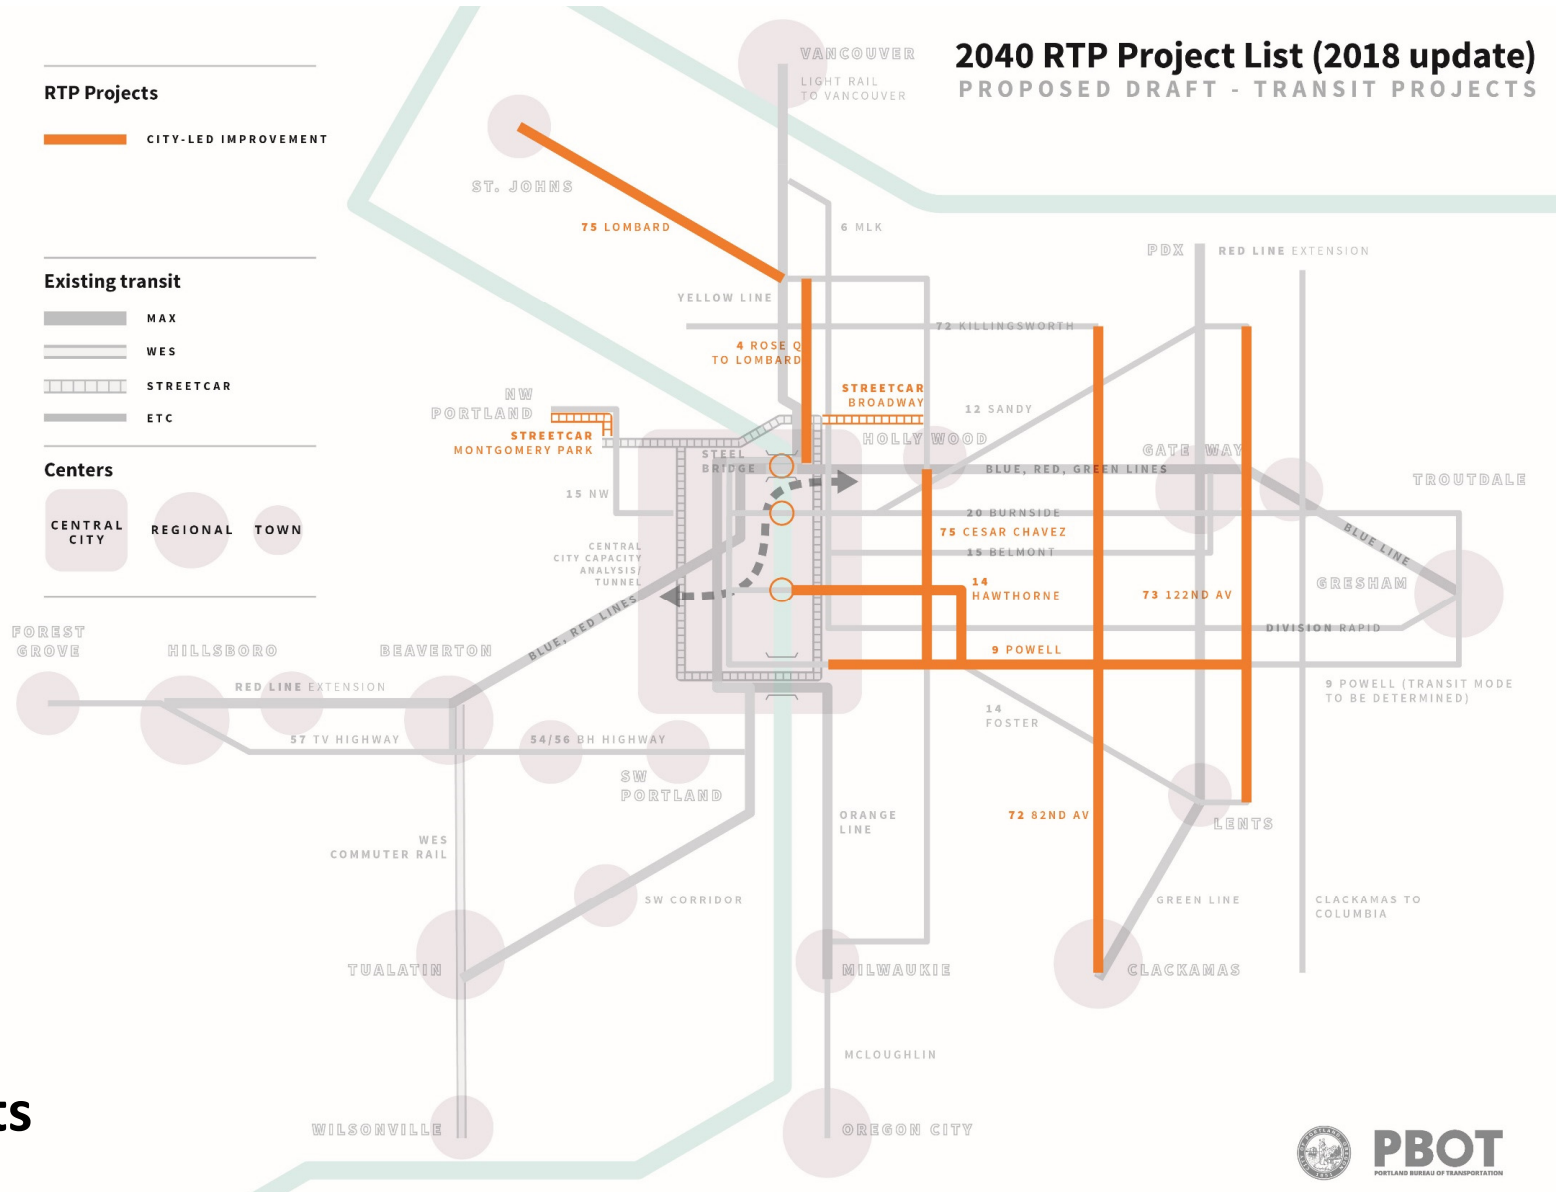 2040 RTP Project List (2018 update)
PROPOSED DRAFT - TRANSIT PROJECTS
RTP Projects
CITY-LED IMPROVEMENT
Existing transit
MAX
WES
STREETCAR
ETC
Centers
CENTRAL
CITY
REGIONAL
TOWN
VANCOUVER
LIGHT RAIL
TO VANCOUVER
ST. JOHNS
75 LOMBARD
6 MLK
PDX
RED LINE EXTENSION
YELLOW LINE
72 KILLINGSWORTH
4 ROSE Q
TO LOMBARD
STREETCAR
BROADWAY
NW
PORTLAND
12 SANDY
STREETCAR
MONTGOMERY PARK
HOLLY WOOD
STEEL
BRIDGE
GATE WAY
BLUE, RED, GREEN LINES
TROUTDALE
15 NW
20 BURNSIDE
75 CESAR CHAVEZ
15 BELMONT
BLUE LINE
CENTRAL
CITY CAPACITY
ANALYSIS/
TUNNEL
14
HAWTHORNE
73 122ND AV
GRESHAM
BLUE, RED LINES
DIVISION RAPID
FOREST
GROVE
HILLSBORO
BEAVERTON
9 POWELL
RED LINE EXTENSION
9 POWELL (TRANSIT MODE
TO BE DETERMINED)
14
FOSTER
57 TV HIGHWAY
54/56 BH HIGHWAY
SW
PORTLAND
ORANGE
LINE
72 82ND AV
LENTS
WES
COMMUTER RAIL
SW CORRIDOR
GREEN LINE
CLACKAMAS TO
COLUMBIA
TUALATIN
MILWAUKIE
CLACKAMAS
MCLOUGHLIN
ts
WILSONVILLE
OREGON CITY
PBOT
PORTLAND BUREAU OF TRANSPORTATION